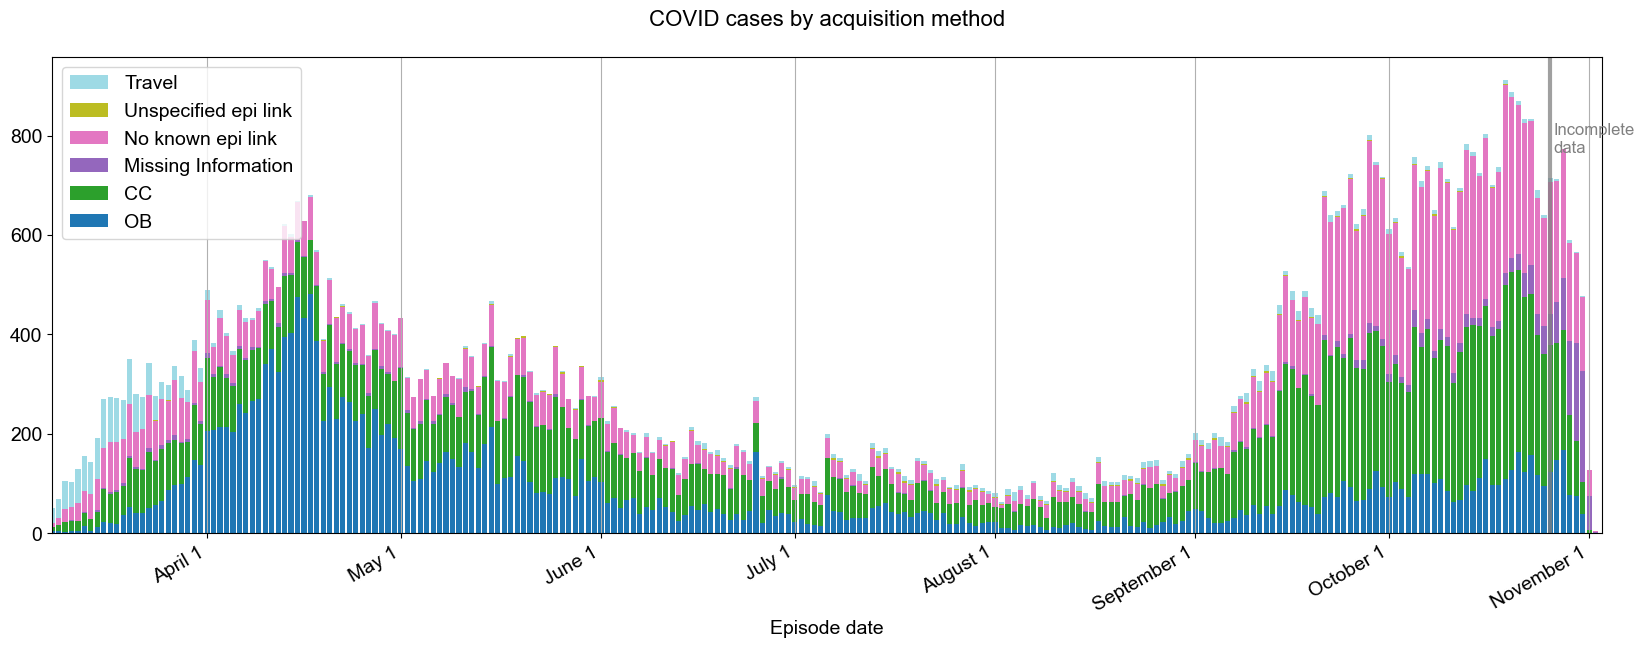 COVID cases by acquisition method
Travel
Unspecified epi link
No known epi link
Missing Information
CC
OB
Incomplete
data
800
600
400
200
0
April 1
May 1
June 1
July 1
August 1
September 1
October 1
November 1
Episode date